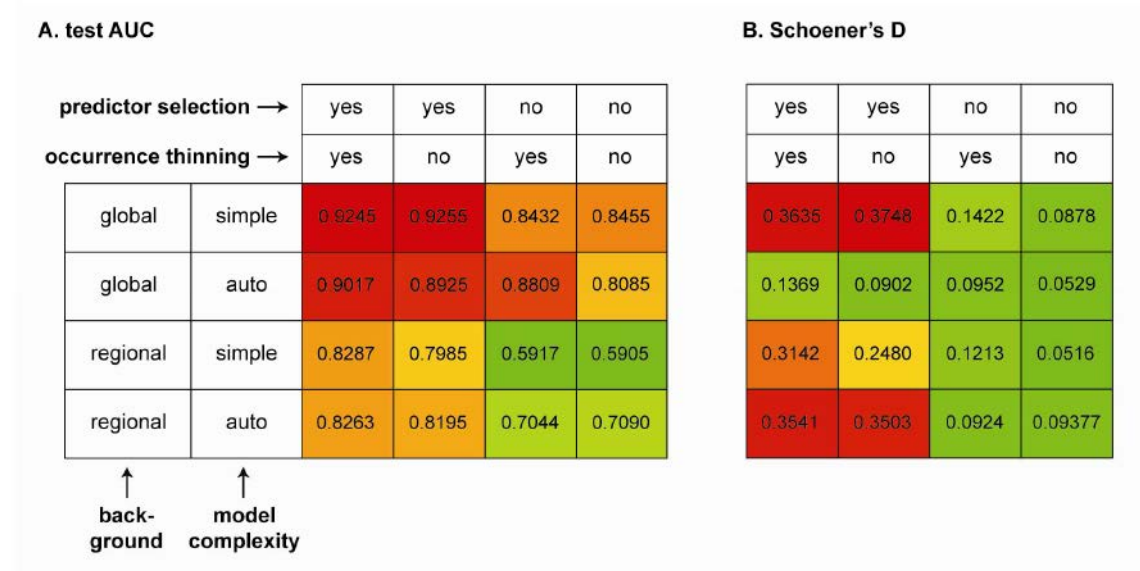 A. test AUC B. Schoener's D
predictor selection → yes yes no no yes yes no no
occurrence thinning → yes no yes no yes no yes no
global simple 0.9245 0.9255 0.8432 0.8455 0.3635 0.3748 0.1422 0.0878
global auto 0.9017 0.8925 0.8809 0.8085 0.1369 0.0902 0.0952 0.0529
regional simple 0.8287 0.7985 0.5917 0.5905 0.3142 0.2480 0.1213 0.0516
regional auto 0.8263 0.8195 0.7044 0.7090 0.3541 0.3503 0.0924 0.09377
back- model
ground complexity